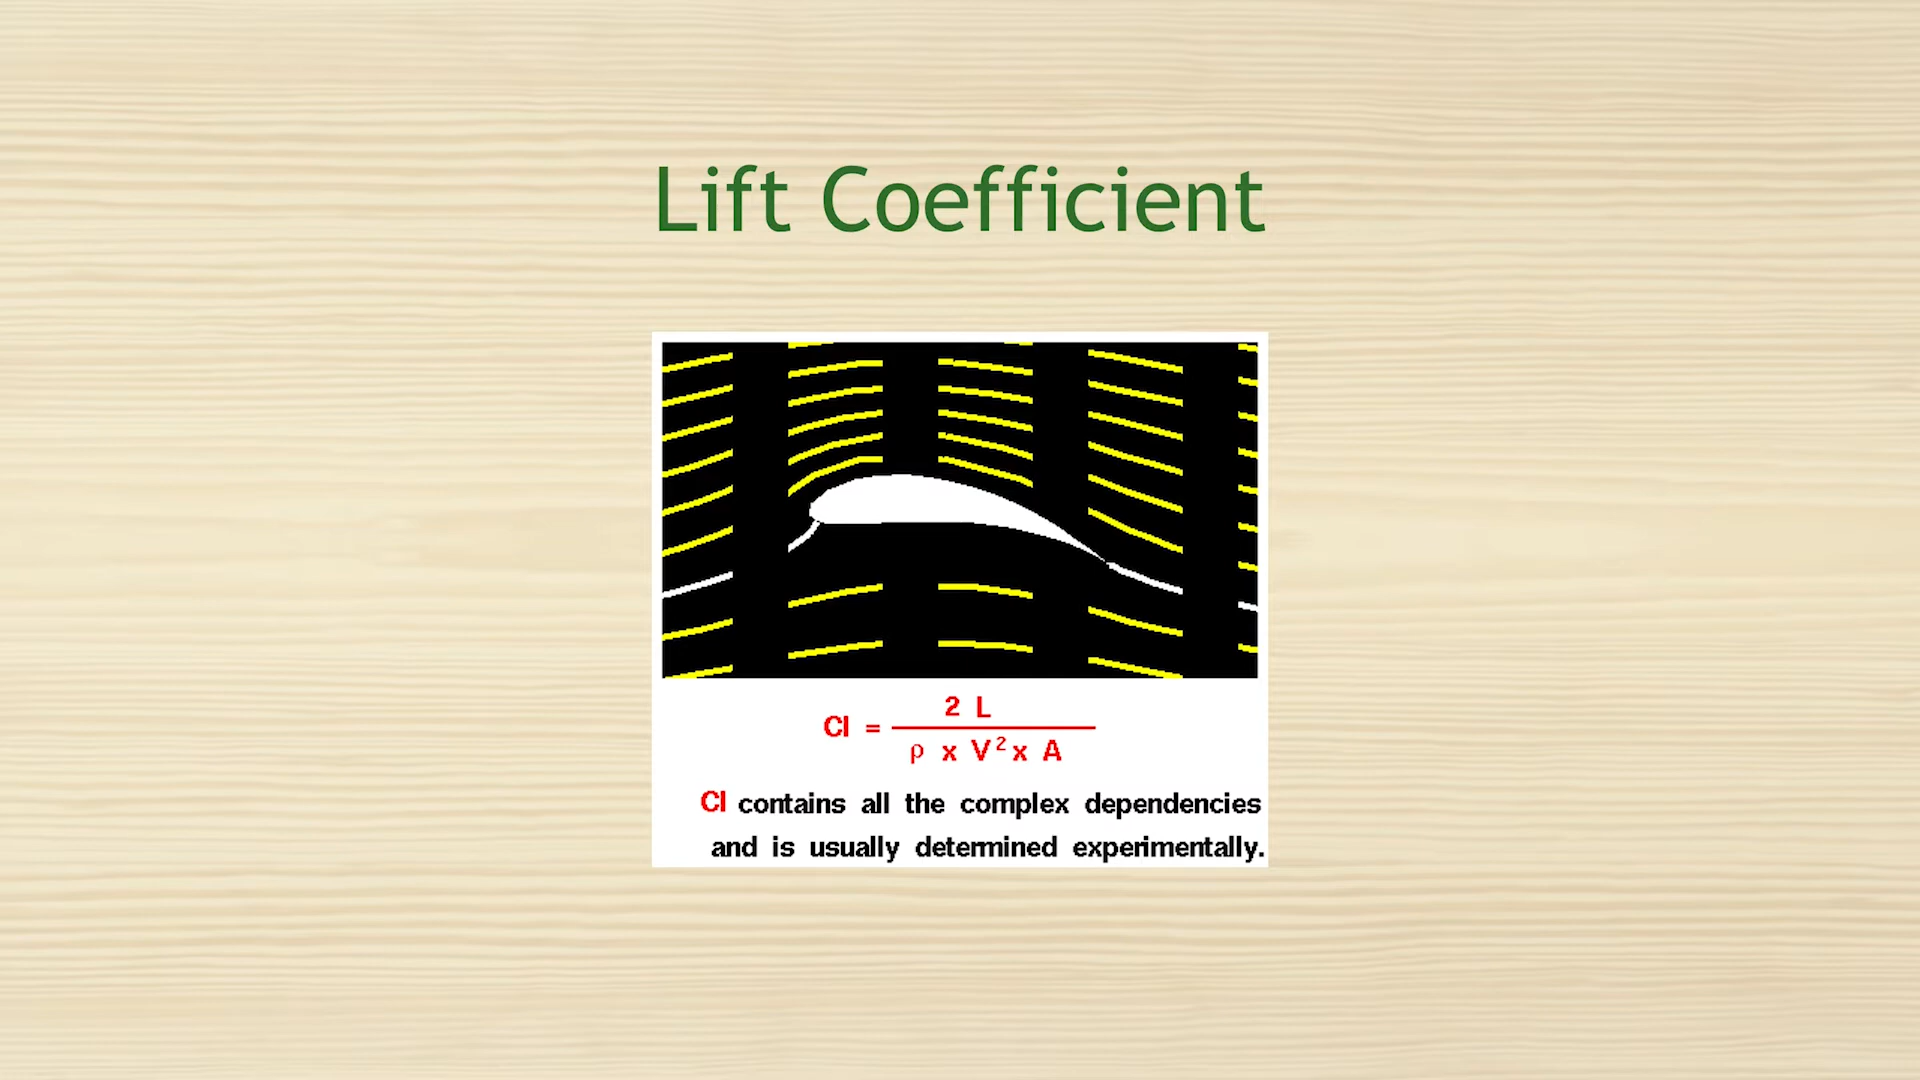 Lift Coefficient
Cl = 2 L
ρ x V² x A
Cl contains all the complex dependencies
and is usually determined experimentally.